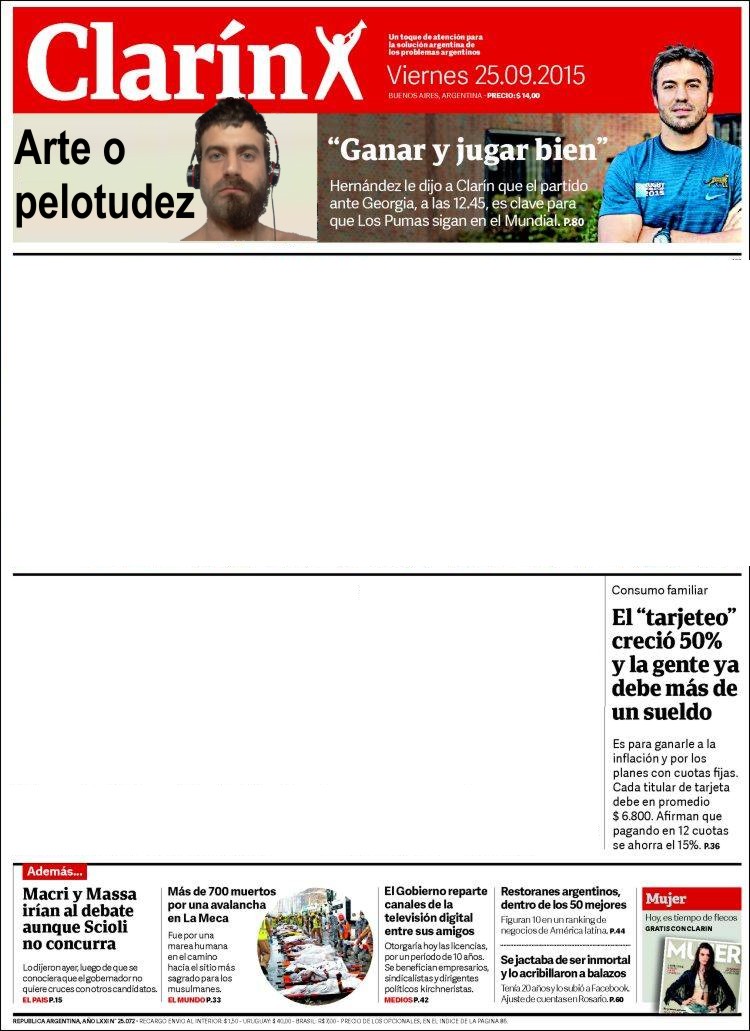 Clarín
Un toque de atención para
la solución argentina de
los problemas argentinos
Viernes 25.09.2015
BUENOS AIRES, ARGENTINA - PRECIO: $ 14,00
Arte o
pelotudez
“Ganar y jugar bien”
Hernández le dijo a Clarín que el partido
ante Georgia, a las 12.45, es clave para
que Los Pumas sigan en el Mundial. P.80
RUGBY
2015
Consumo familiar
El “tarjeteo”
creció 50%
y la gente ya
debe más de
un sueldo
Es para ganarle a la
inflación y por los
planes con cuotas fijas.
Cada titular de tarjeta
debe en promedio
$ 6.800. Afirman que
pagando en 12 cuotas
se ahorra el 15%. P.36
Además...
Macri y Massa
irían al debate
aunque Scioli
no concurra
Lo dijeron ayer, luego de que se
conociera que el gobernador no
quiere cruces con otros candidatos.
EL PAIS P.15
Más de 700 muertos
por una avalancha
en La Meca
Fue por una
marea humana
en el camino
hacia el sitio más
sagrado para los
musulmanes.
EL MUNDO P.33
El Gobierno reparte
canales de la
televisión digital
entre sus amigos
Otorgaría hoy las licencias,
por un periodo de 10 años.
Se benefician empresarios,
sindicalistas y dirigentes
políticos kirchneristas.
MEDIOS P.42
Restoranes argentinos,
dentro de los 50 mejores
Figuran 10 en un ranking de
negocios de América latina. P.44
Se jactaba de ser inmortal
y lo acribillaron a balazos
Tenía 20 años y lo subió a Facebook.
Ajuste de cuentas en Rosario. P.60
Mujer
Hoy, es tiempo de flecos
GRATIS CON CLARIN
MUJER
REPUBLICA ARGENTINA, AÑO LXXI N° 25.072 - RECARGO ENVIO AL INTERIOR: $ 1,50 - URUGUAY: $ 40,00 - BRASIL: R$ 7,00 - PRECIO DE LOS OPCIONALES, EN EL INDICE DE LA PAGINA 86.